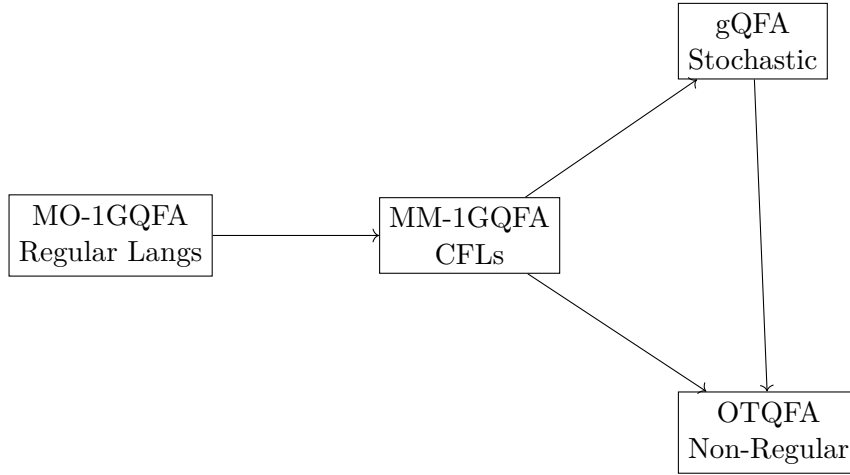 gQFA
Stochastic
MO-1GQFA
Regular Langs
MM-1GQFA
CFLs
OTQFA
Non-Regular